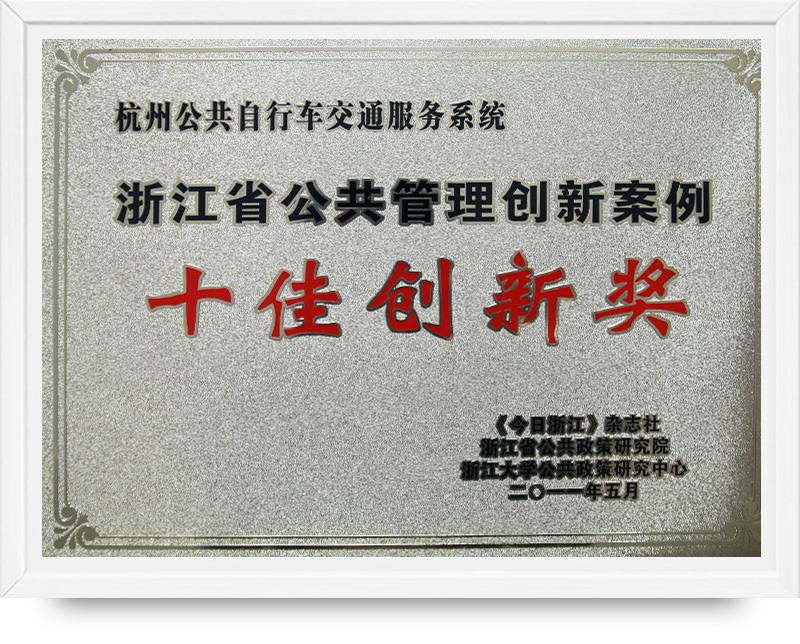 杭州公共自行车交通服务系统
浙江省公共管理创新案例
十佳创新奖
《今日浙江》杂志社
浙江省公共政策研究院
浙江大学公共政策研究中心
二〇一一年五月